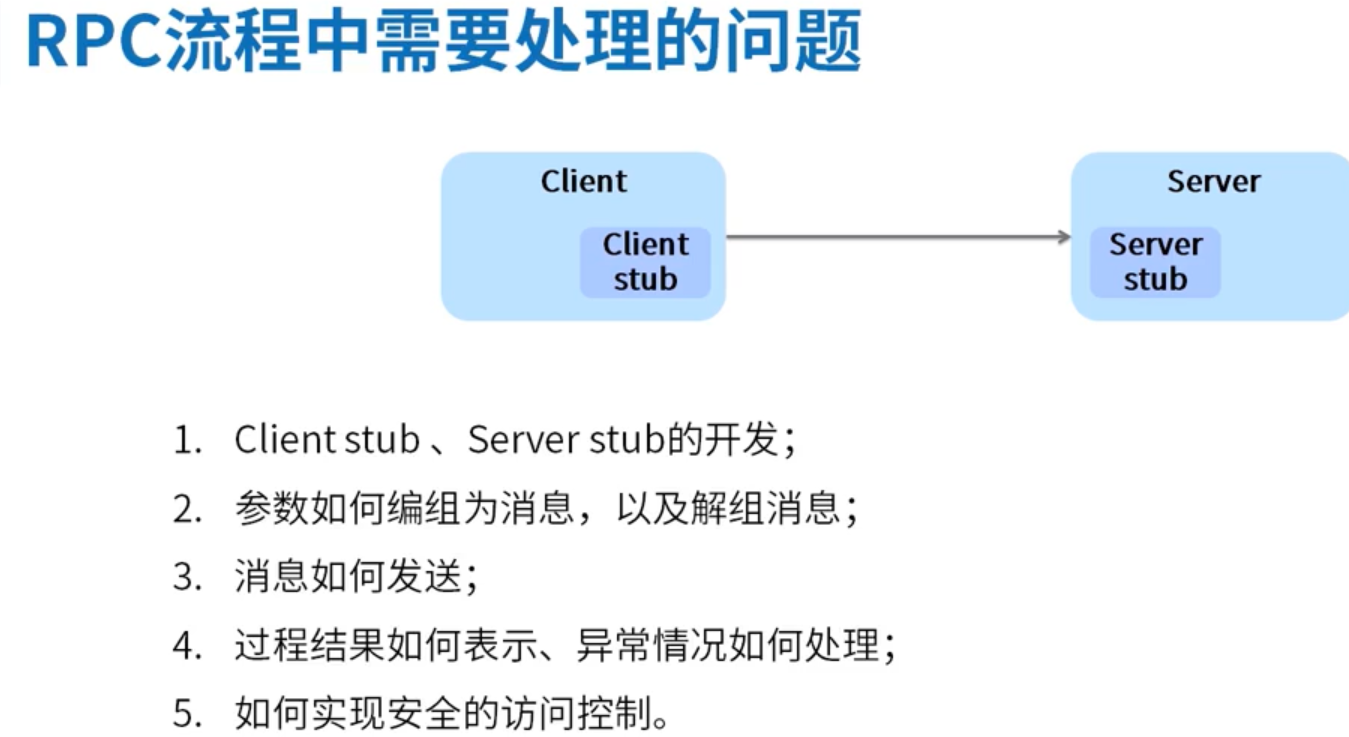 RPC流程中需要处理的问题
Client
Server
Client
stub
Server
stub
1. Client stub 、Server stub的开发；
2. 参数如何编组为消息，以及解组消息；
3. 消息如何发送；
4. 过程结果如何表示、异常情况如何处理；
5. 如何实现安全的访问控制。